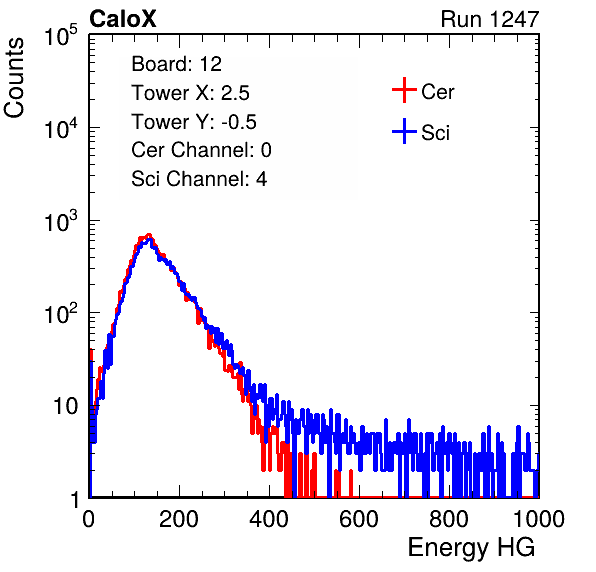 CaloX Run 1247
Board: 12
Tower X: 2.5
Tower Y: -0.5
Cer Channel: 0
Sci Channel: 4
Cer
Sci
Counts
10^5
10^4
10^3
10^2
10
1
0 200 400 600 800 1000
Energy HG